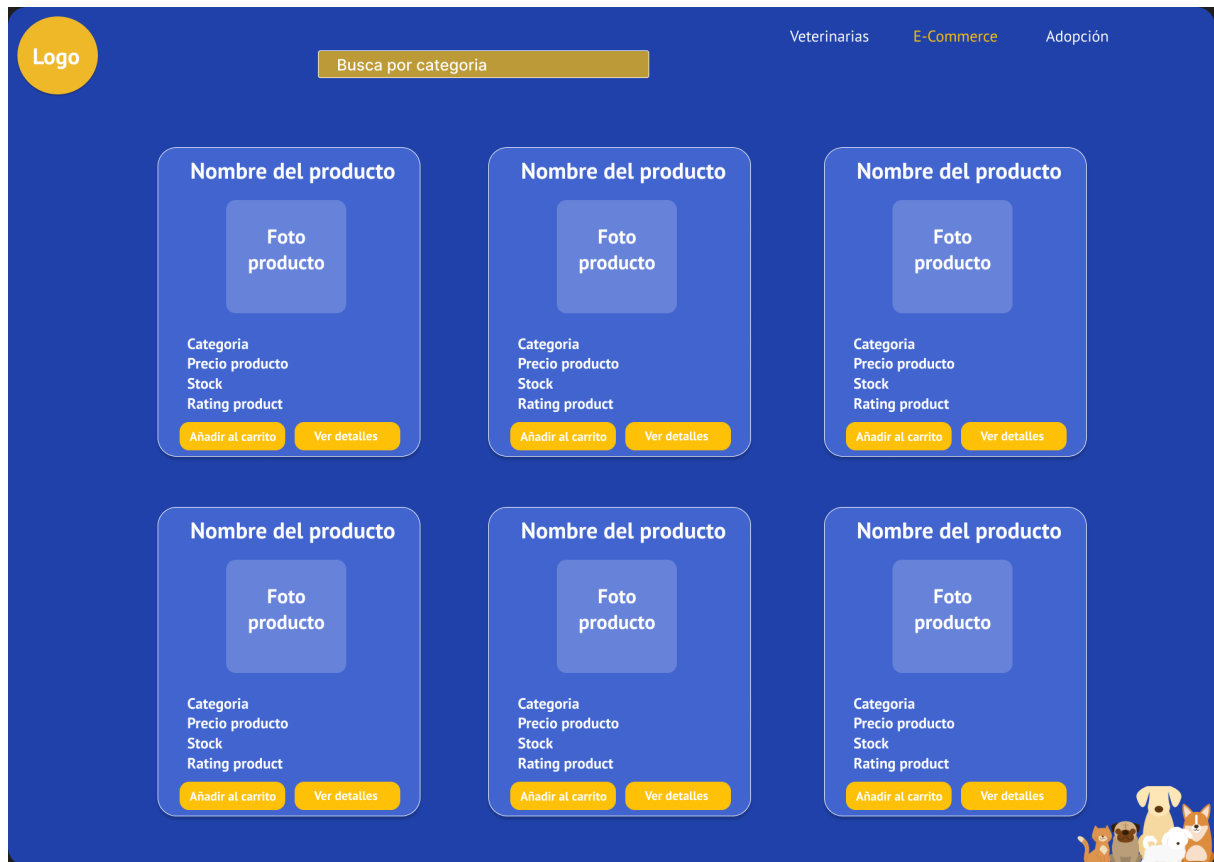 Logo
Busca por categoria
Veterinarias
E-Commerce
Adopción
Nombre del producto
Foto
producto
Categoria
Precio producto
Stock
Rating product
Añadir al carrito
Ver detalles
Nombre del producto
Foto
producto
Categoria
Precio producto
Stock
Rating product
Añadir al carrito
Ver detalles
Nombre del producto
Foto
producto
Categoria
Precio producto
Stock
Rating product
Añadir al carrito
Ver detalles
Nombre del producto
Foto
producto
Categoria
Precio producto
Stock
Rating product
Añadir al carrito
Ver detalles
Nombre del producto
Foto
producto
Categoria
Precio producto
Stock
Rating product
Añadir al carrito
Ver detalles
Nombre del producto
Foto
producto
Categoria
Precio producto
Stock
Rating product
Añadir al carrito
Ver detalles